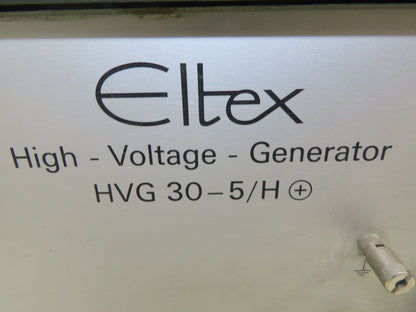 Eltex
High - Voltage - Generator
HVG 30-5/H ⊕